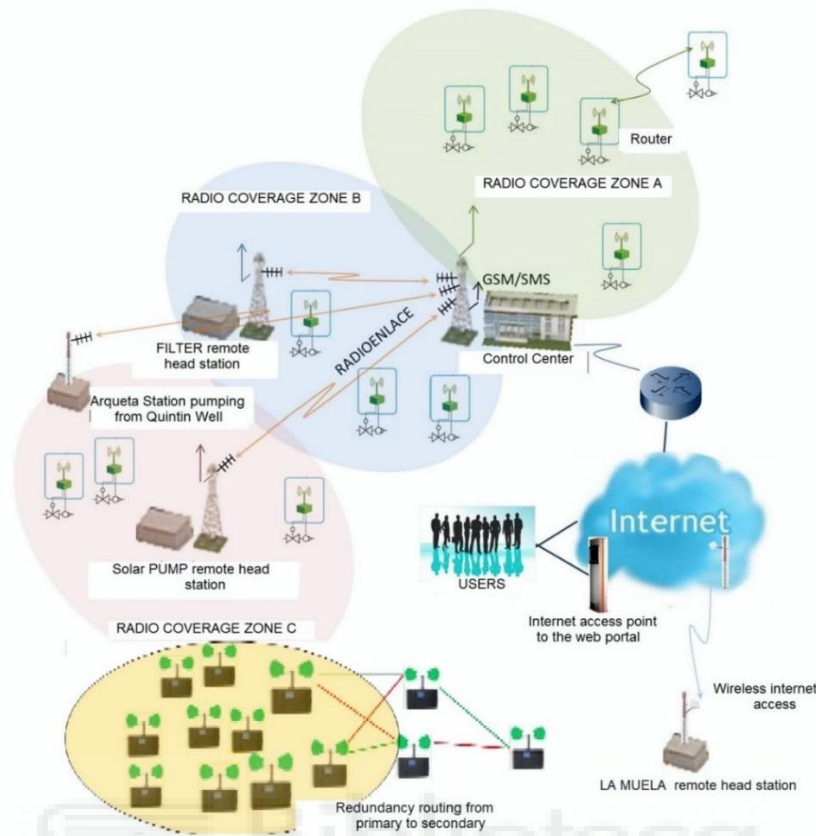 Router
RADIO COVERAGE ZONE A
RADIO COVERAGE ZONE B
GSM/SMS
RADIOENLACE
FILTER remote
head station
Control Center
Arqueta Station pumping
from Quintin Well
Internet
Solar PUMP remote head
station
USERS
Internet access point
to the web portal
RADIO COVERAGE ZONE C
Wireless internet
access
LA MUELA remote head station
Redundancy routing from
primary to secondary